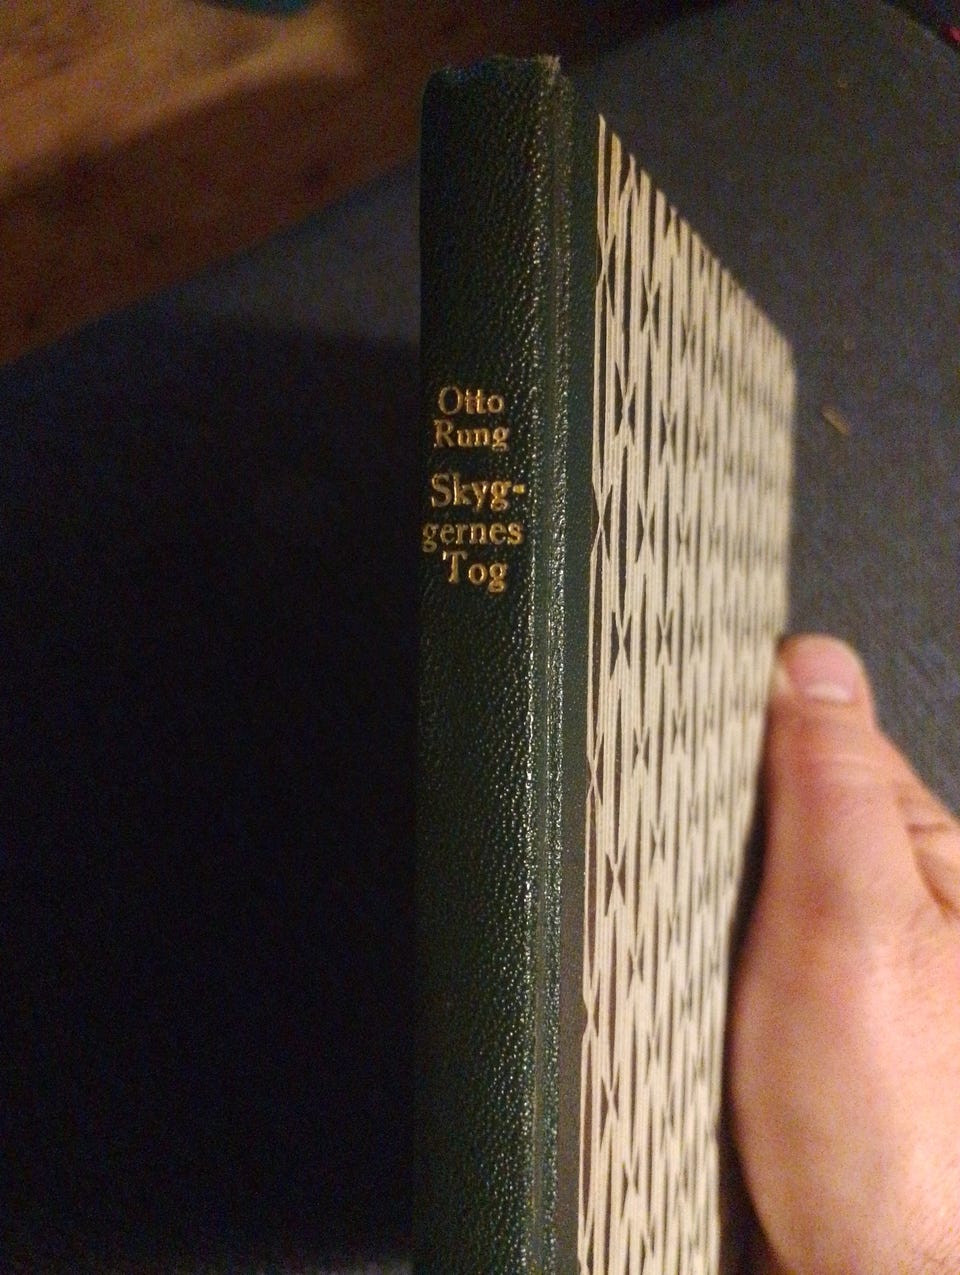 Otto
Rung
Skyg-
gernes
Tog